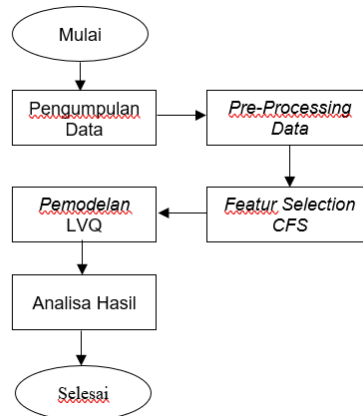 Mulai
Pengumpulan
Data
Pre-Processing
Data
Featur Selection
CFS
Pemodelan
LVQ
Analisa Hasil
Selesai